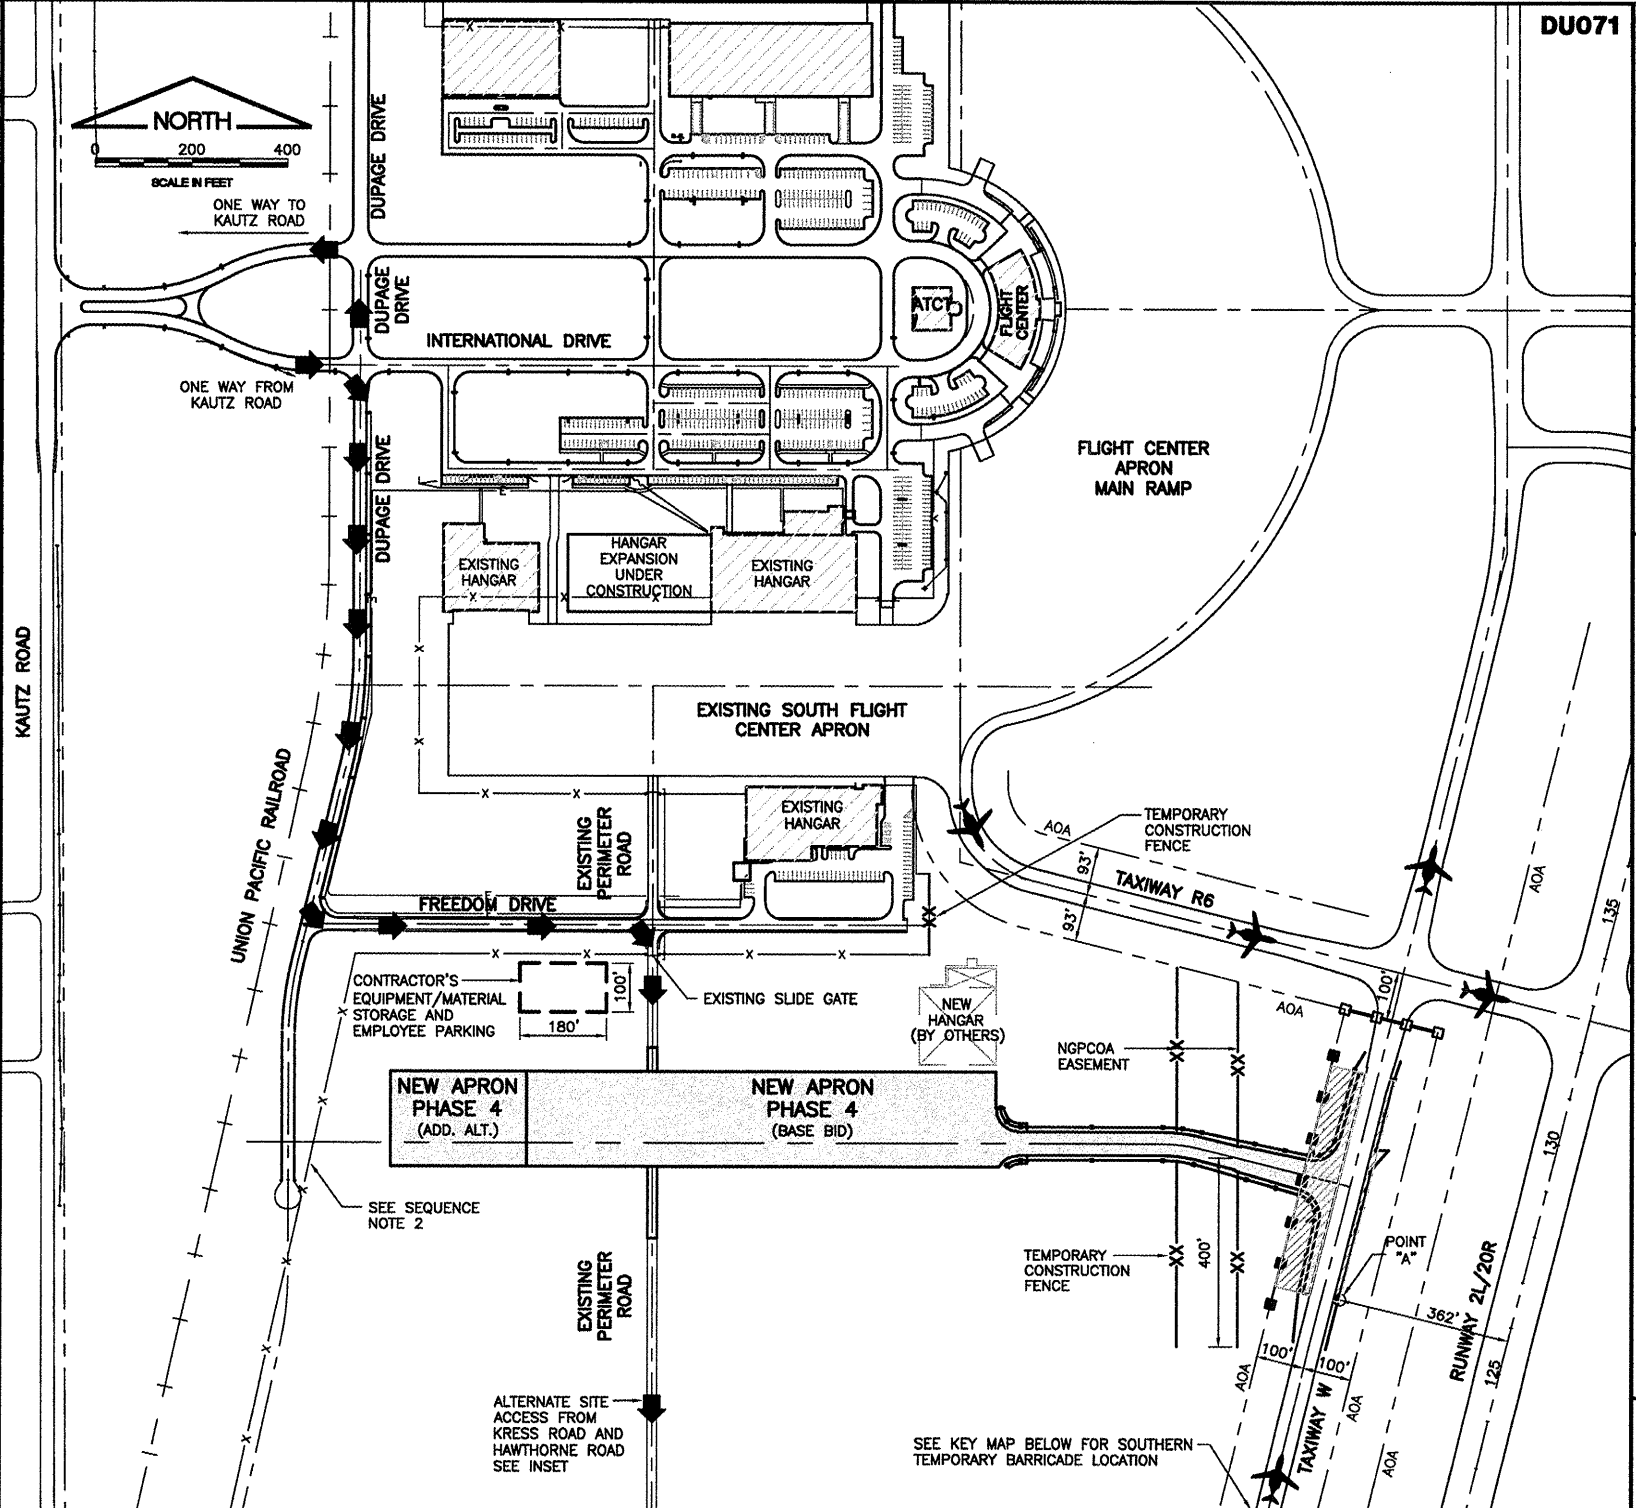 DU071
NORTH
0 200 400
SCALE IN FEET
DUPAGE DRIVE
ONE WAY TO
KAUTZ ROAD
DUPAGE
DRIVE
INTERNATIONAL DRIVE
ATCT
FLIGHT
CENTER
ONE WAY FROM
KAUTZ ROAD
DUPAGE DRIVE
FLIGHT CENTER
APRON
MAIN RAMP
E
EXISTING
HANGAR
HANGAR
EXPANSION
UNDER
CONSTRUCTION
EXISTING
HANGAR
KAUTZ ROAD
EXISTING SOUTH FLIGHT
CENTER APRON
UNION PACIFIC RAILROAD
EXISTING
PERIMETER
ROAD
EXISTING
HANGAR
AOA
TEMPORARY
CONSTRUCTION
FENCE
93'
93'
TAXIWAY R6
AOA
135
E
FREEDOM DRIVE
CONTRACTOR'S
EQUIPMENT/MATERIAL
STORAGE AND
EMPLOYEE PARKING
100'
180'
EXISTING SLIDE GATE
NEW
HANGAR
(BY OTHERS)
AOA
100'
NGPCOA
EASEMENT
NEW APRON
PHASE 4
(ADD. ALT.)
NEW APRON
PHASE 4
(BASE BID)
130
SEE SEQUENCE
NOTE 2
EXISTING
PERIMETER
ROAD
TEMPORARY
CONSTRUCTION
FENCE
400'
POINT
"A"
362'
RUNWAY 2L/20R
100'
100'
125
AOA
AOA
TAXIWAY W
AOA
ALTERNATE SITE
ACCESS FROM
KRESS ROAD AND
HAWTHORNE ROAD
SEE INSET
SEE KEY MAP BELOW FOR SOUTHERN
TEMPORARY BARRICADE LOCATION